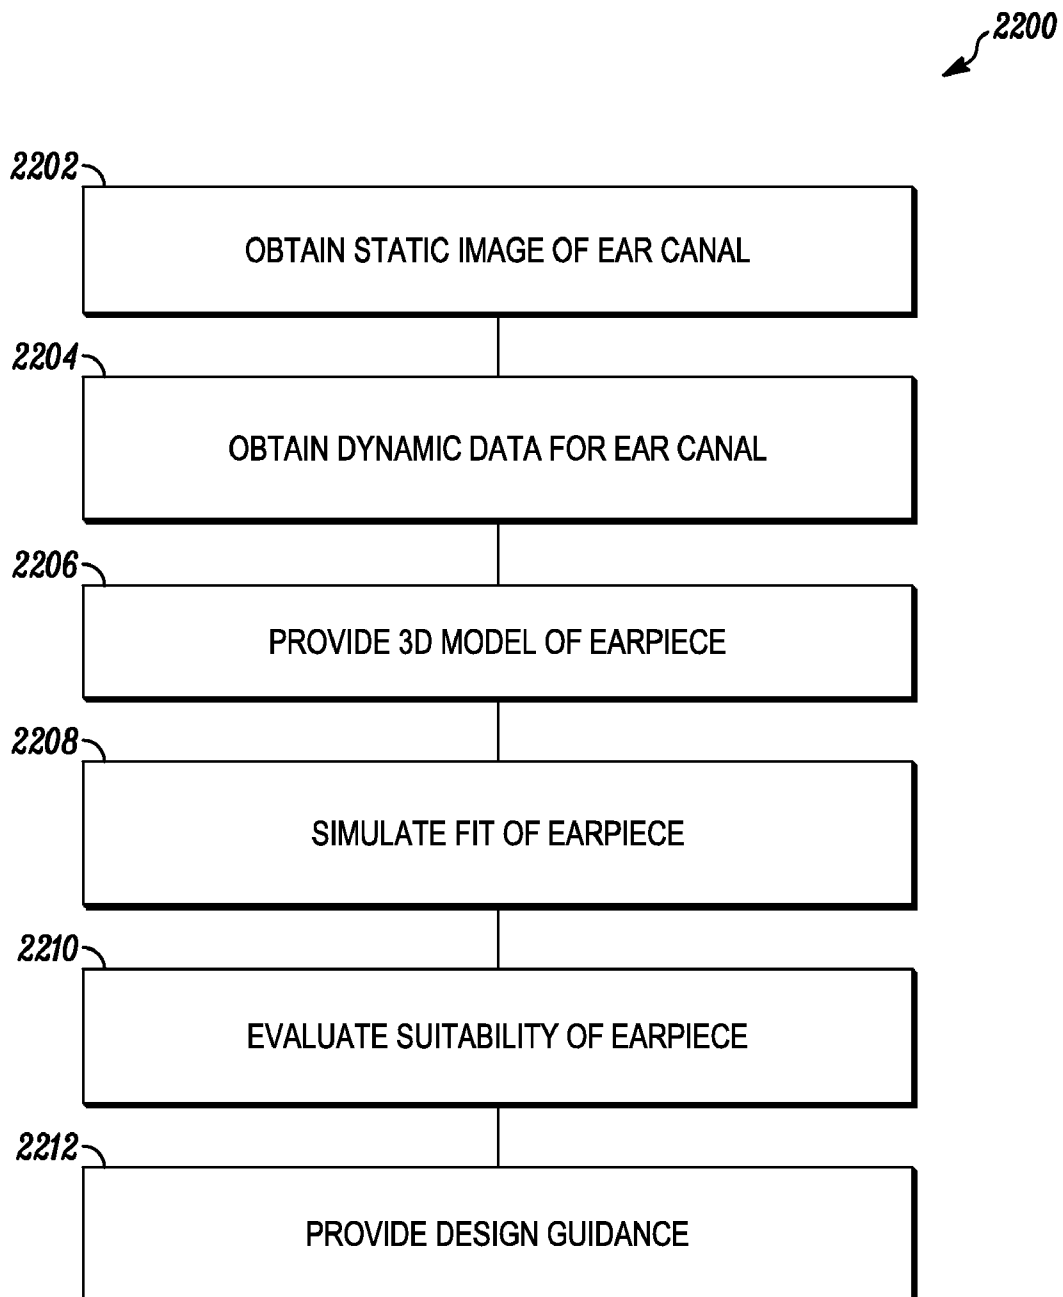 2200
2202
OBTAIN STATIC IMAGE OF EAR CANAL
2204
OBTAIN DYNAMIC DATA FOR EAR CANAL
2206
PROVIDE 3D MODEL OF EARPIECE
2208
SIMULATE FIT OF EARPIECE
2210
EVALUATE SUITABILITY OF EARPIECE
2212
PROVIDE DESIGN GUIDANCE